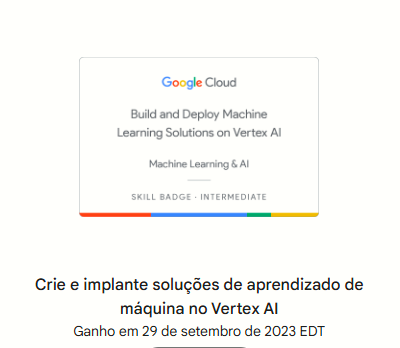 Google Cloud
Build and Deploy Machine
Learning Solutions on Vertex AI
Machine Learning & AI
SKILL BADGE · INTERMEDIATE
Crie e implante soluções de aprendizado de
máquina no Vertex AI
Ganho em 29 de setembro de 2023 EDT